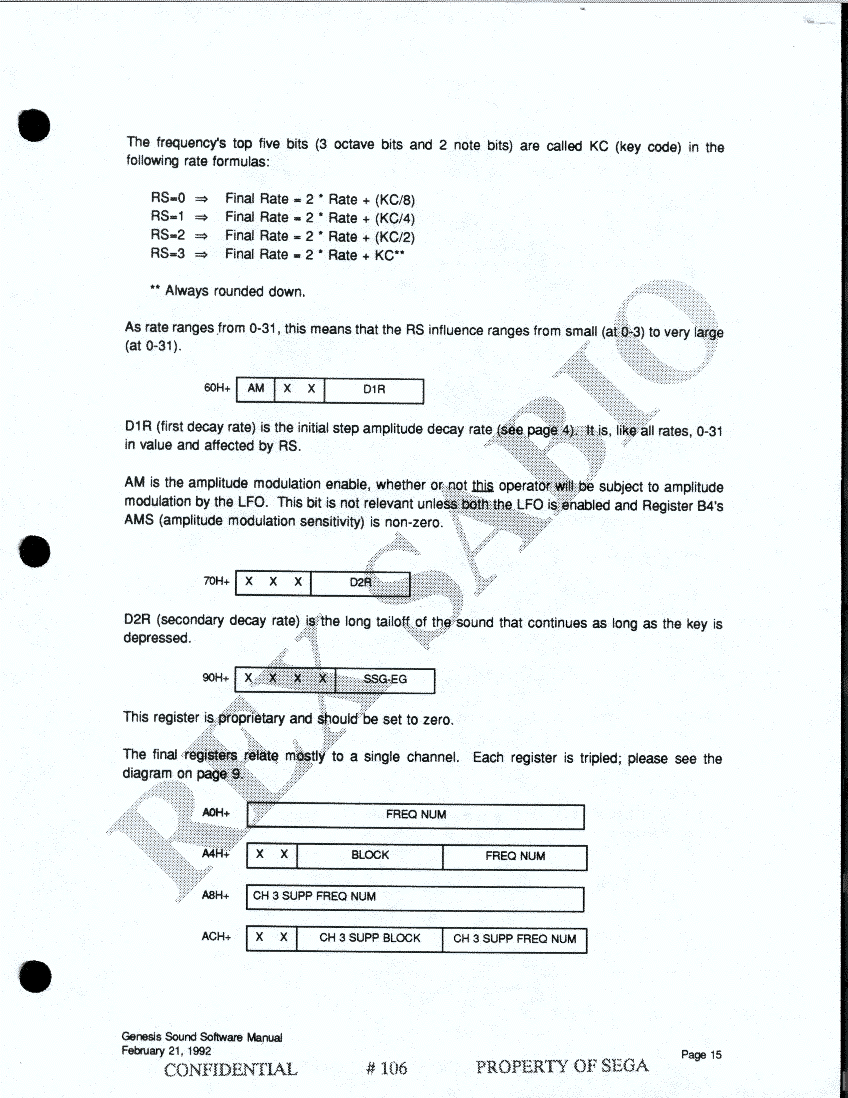 The frequency's top five bits (3 octave bits and 2 note bits) are called KC (key code) in the
following rate formulas:
RS=0 ⇒ Final Rate = 2 * Rate + (KC/8)
RS=1 ⇒ Final Rate = 2 * Rate + (KC/4)
RS=2 ⇒ Final Rate = 2 * Rate + (KC/2)
RS=3 ⇒ Final Rate = 2 * Rate + KC**
** Always rounded down.
As rate ranges from 0-31, this means that the RS influence ranges from small (at 0-3) to very large
(at 0-31).
60H+ AM X X D1R
D1R (first decay rate) is the initial step amplitude decay rate (see page 4). It is, like all rates, 0-31
in value and affected by RS.
AM is the amplitude modulation enable, whether or not this operator will be subject to amplitude
modulation by the LFO. This bit is not relevant unless both the LFO is enabled and Register B4's
AMS (amplitude modulation sensitivity) is non-zero.
70H+ X X X D2R
D2R (secondary decay rate) is the long tailoff of the sound that continues as long as the key is
depressed.
90H+ X X X X SSG-EG
This register is proprietary and should be set to zero.
The final registers relate mostly to a single channel. Each register is tripled; please see the
diagram on page 9.
A0H+ FREQ NUM
A4H+ X X BLOCK FREQ NUM
A8H+ CH 3 SUPP FREQ NUM
ACH+ X X CH 3 SUPP BLOCK CH 3 SUPP FREQ NUM
REX SABIO
Genesis Sound Software Manual
February 21, 1992
Page 15
CONFIDENTIAL # 106 PROPERTY OF SEGA